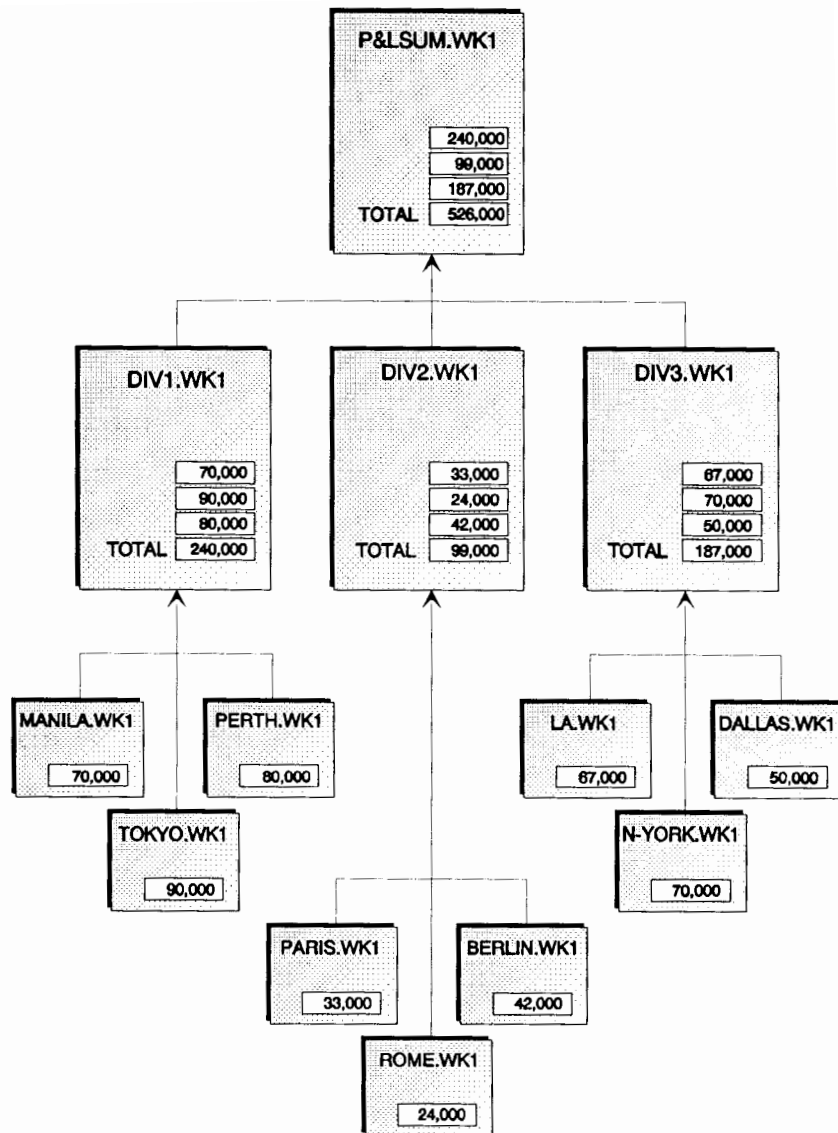 P&LSUM.WK1
240,000
99,000
187,000
TOTAL 526,000
DIV1.WK1
70,000
90,000
80,000
TOTAL 240,000
DIV2.WK1
33,000
24,000
42,000
TOTAL 99,000
DIV3.WK1
67,000
70,000
50,000
TOTAL 187,000
MANILA.WK1
70,000
PERTH.WK1
80,000
TOKYO.WK1
90,000
LA.WK1
67,000
DALLAS.WK1
50,000
N-YORK.WK1
70,000
PARIS.WK1
33,000
BERLIN.WK1
42,000
ROME.WK1
24,000